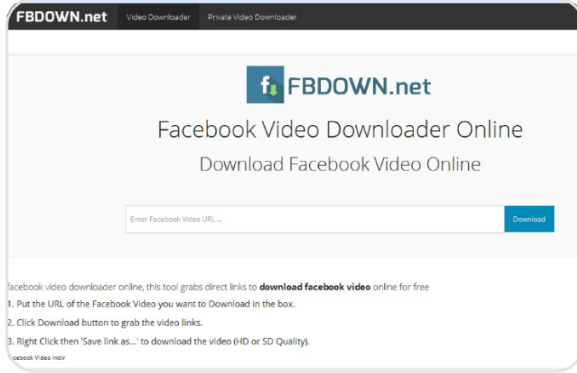 FBDOWN.net Video Downloader Private Video Downloader
FBDOWN.net
Facebook Video Downloader Online
Download Facebook Video Online
Enter Facebook Video URL ... Download
facebook video downloader online, this tool grabs direct links to download facebook video online for free
1. Put the URL of the Facebook Video you want to Download in the box.
2. Click Download button to grab the video links.
3. Right Click then 'Save link as...' to download the video (HD or SD Quality).
cebook Video Indir